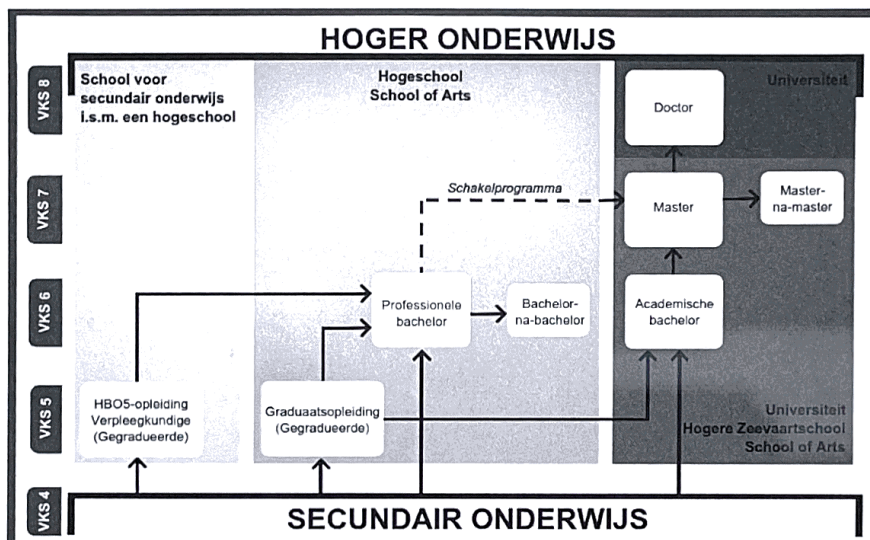 HOGER ONDERWIJS
VKS 8
School voor
secundair onderwijs
i.s.m. een hogeschool
Hogeschool
School of Arts
Universiteit
Doctor
VKS 7
Schakelprogramma
Master
Master-
na-master
VKS 6
Professionele
bachelor
Bachelor-
na-bachelor
Academische
bachelor
VKS 5
HBO5-opleiding
Verpleegkundige
(Gegradueerde)
Graduaatsopleiding
(Gegradueerde)
Universiteit
Hogere Zeevaartschool
School of Arts
VKS 4
SECUNDAIR ONDERWIJS